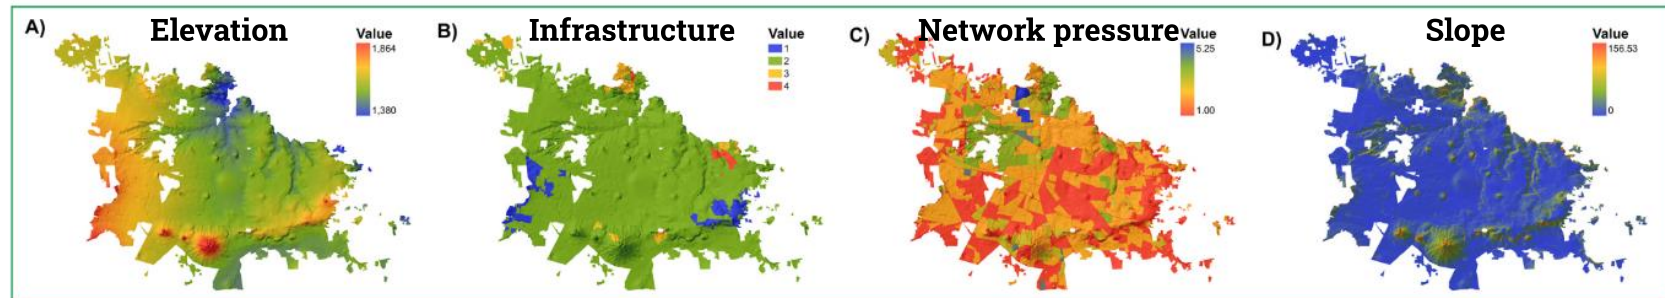 A)
Elevation
Value
1,864
1,380
B)
Infrastructure
Value
1
2
3
4
C)
Network pressure
Value
5.25
1.00
D)
Slope
Value
156.53
0